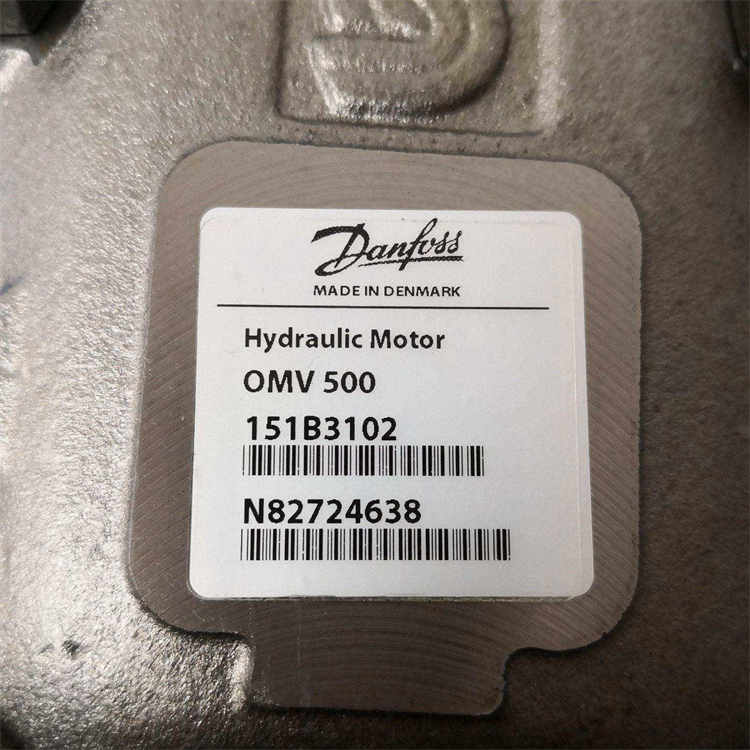 Danfoss
MADE IN DENMARK
Hydraulic Motor
OMV 500
151B3102
N82724638